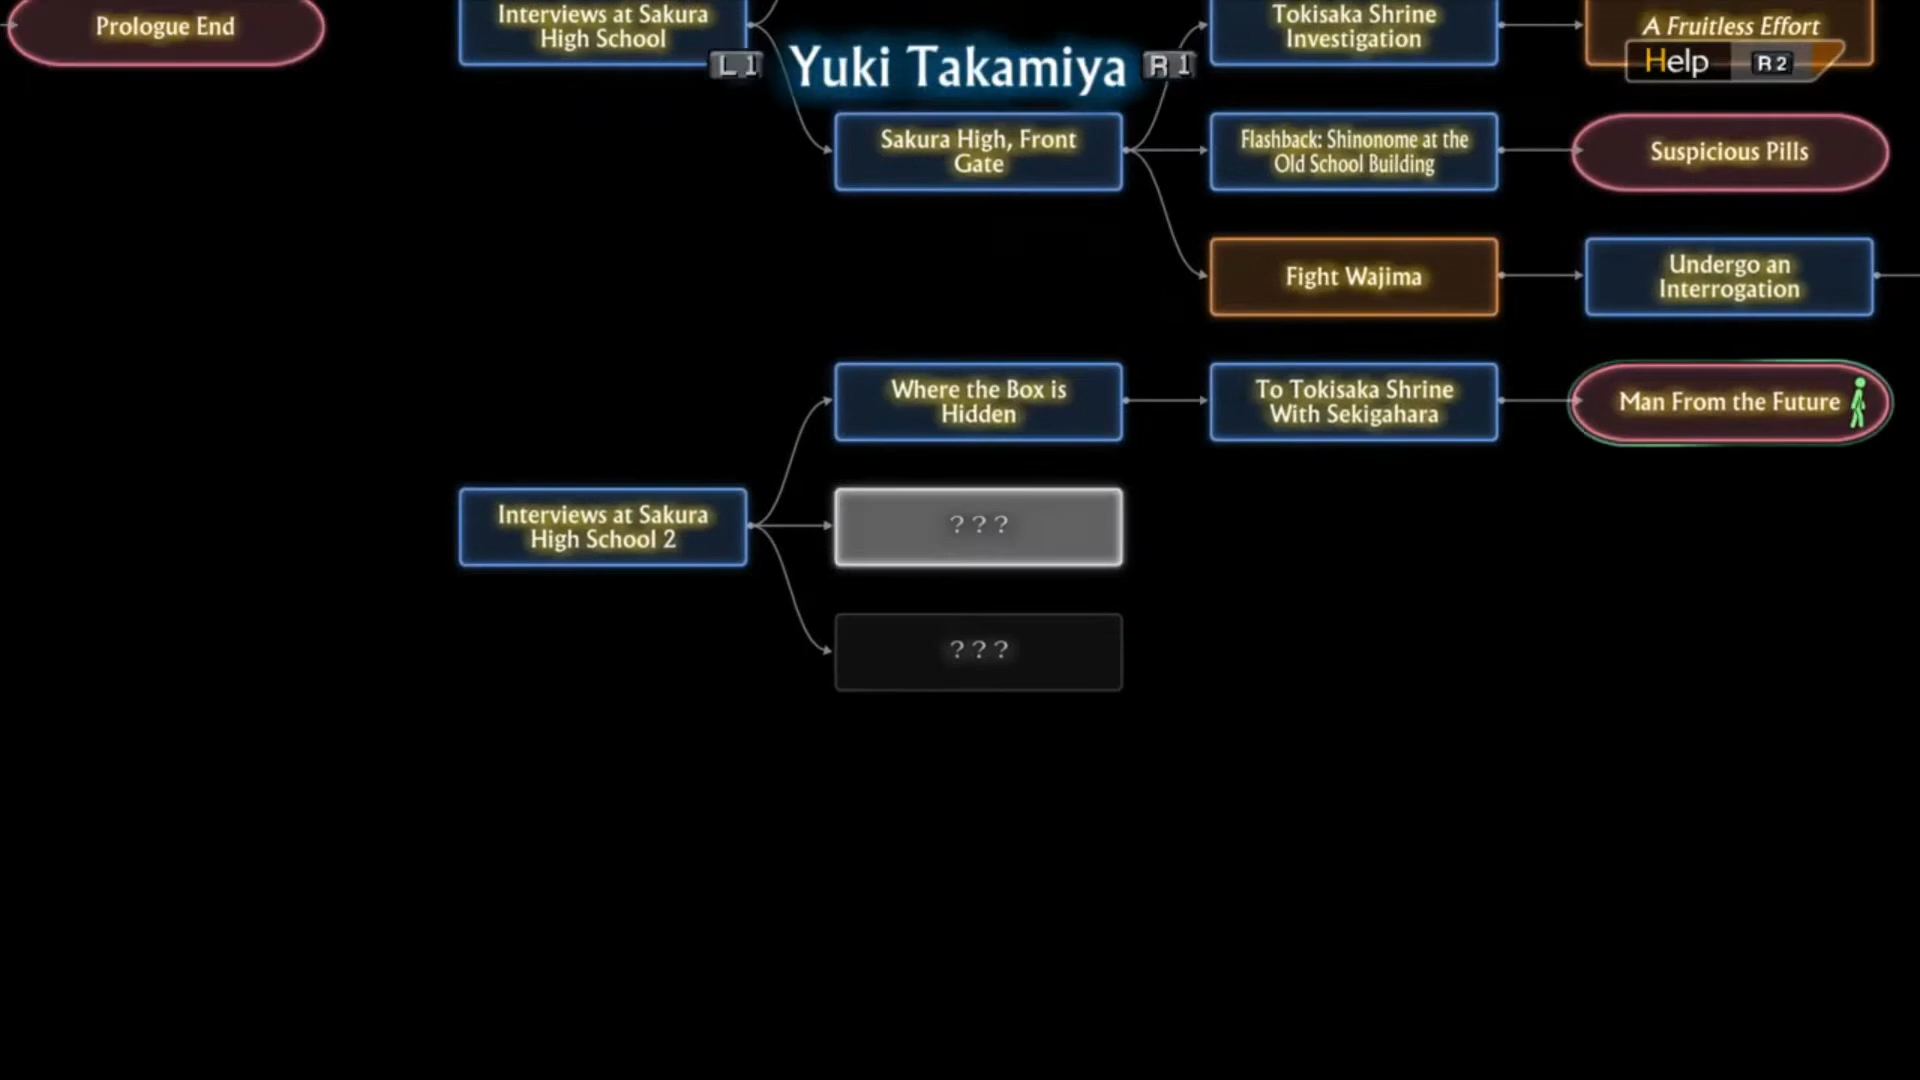 Prologue End
Interviews at Sakura
High School
L1
Yuki Takamiya
R1
Tokisaka Shrine
Investigation
A Fruitless Effort
Help
R2
Sakura High, Front
Gate
Flashback: Shinonome at the
Old School Building
Suspicious Pills
Fight Wajima
Undergo an
Interrogation
Where the Box is
Hidden
To Tokisaka Shrine
With Sekigahara
Man From the Future
Interviews at Sakura
High School 2
???
???